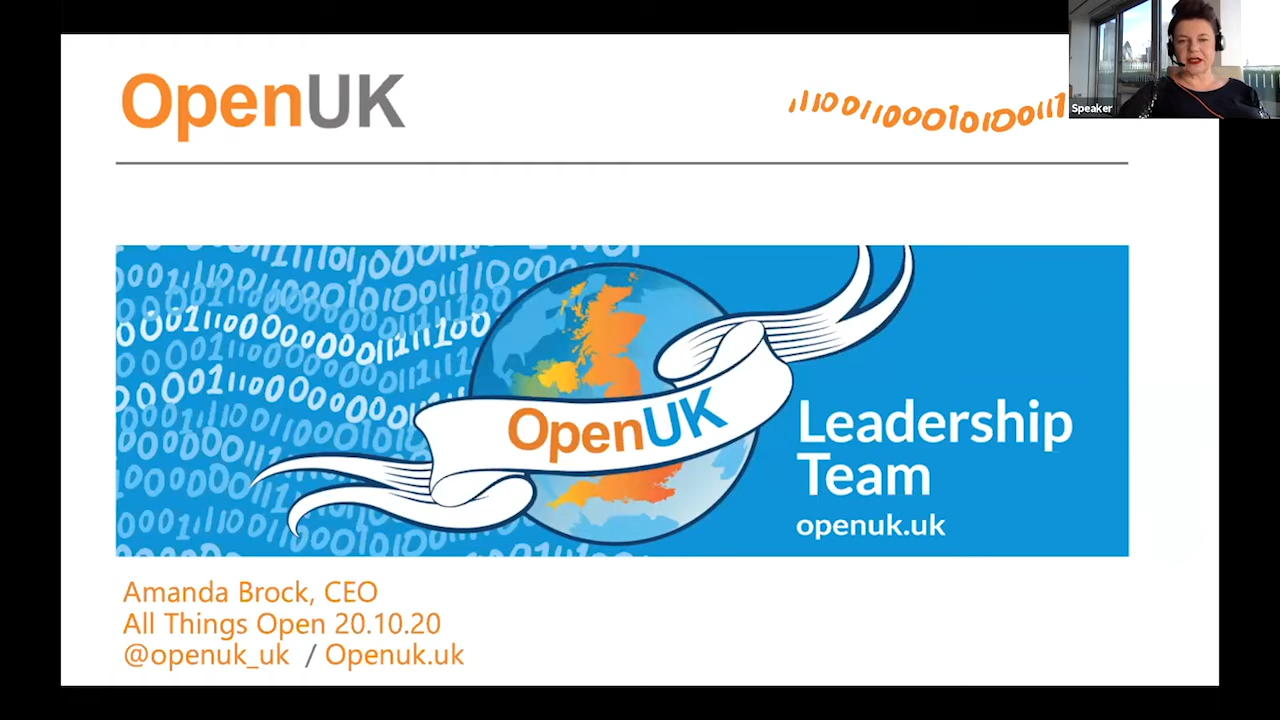 OpenUK
Speaker
OpenUK
Leadership
Team
openuk.uk
Amanda Brock, CEO
All Things Open 20.10.20
@openuk_uk / Openuk.uk